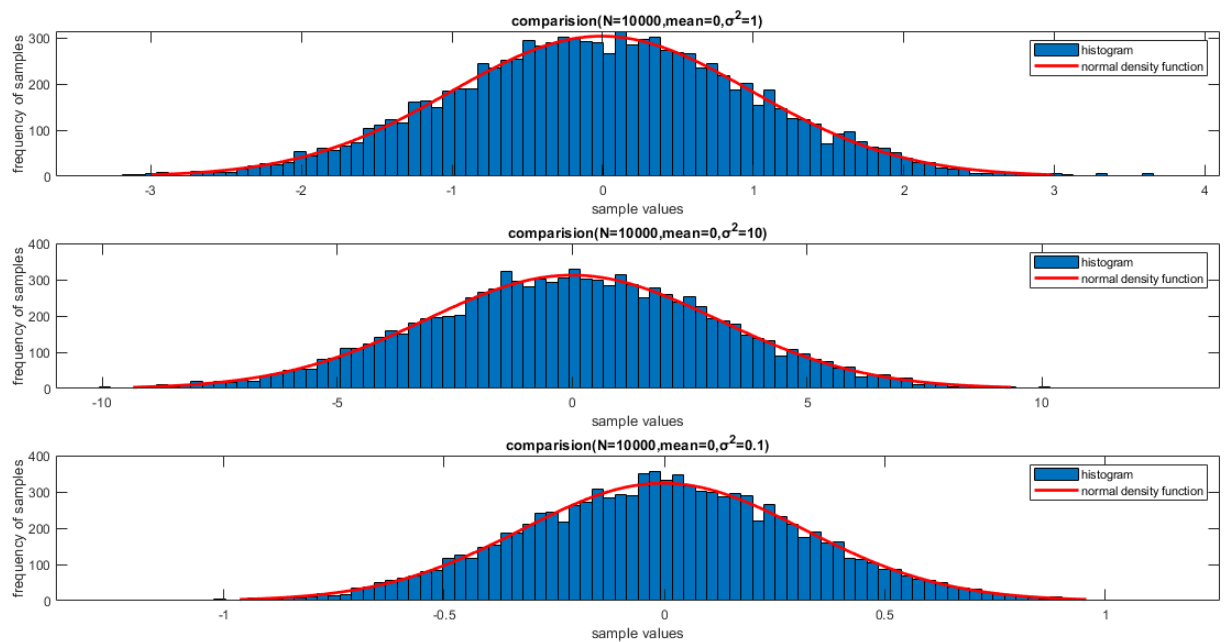 comparision(N=10000,mean=0,σ²=1)
frequency of samples
300
200
100
0
histogram
normal density function
-3 -2 -1 0 1 2 3 4
sample values
comparision(N=10000,mean=0,σ²=10)
frequency of samples
400
300
200
100
0
histogram
normal density function
-10 -5 0 5 10
sample values
comparision(N=10000,mean=0,σ²=0.1)
frequency of samples
400
300
200
100
0
histogram
normal density function
-1 -0.5 0 0.5 1
sample values